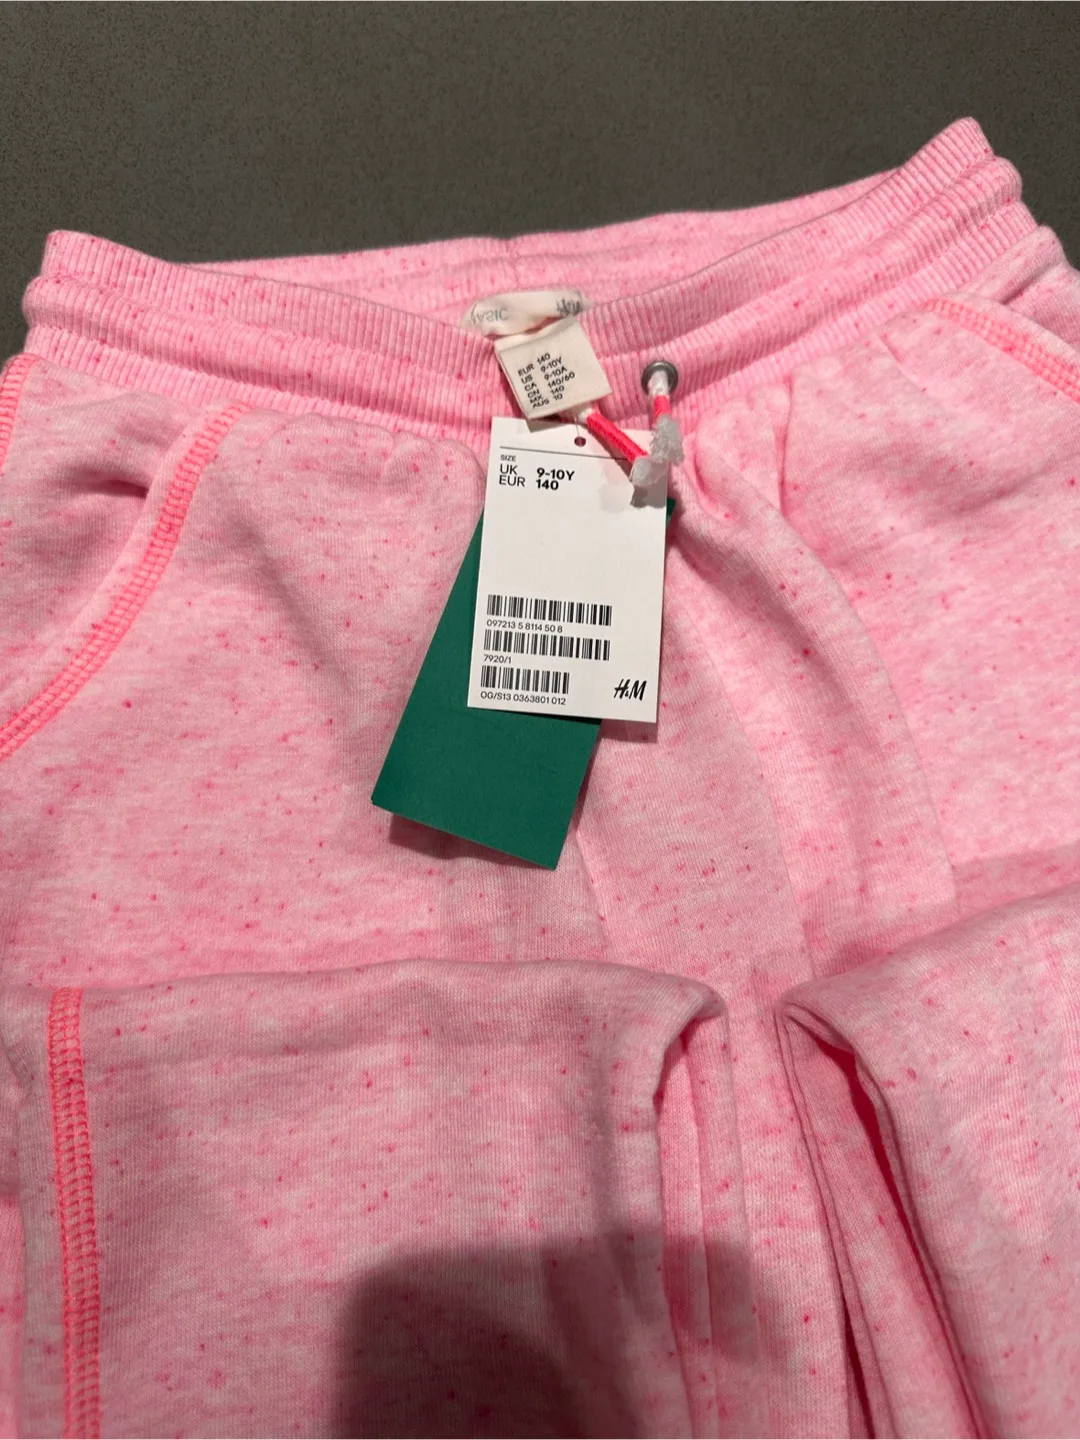 BASIC H&M
EUR 140
US 9-10Y
CA 9-10A
CN 140/60
MX 140
AUS 10
SIZE
UK 9-10Y
EUR 140
097213 5 8114 50 8
7920/1
OG/S13 0363801 012
H&M